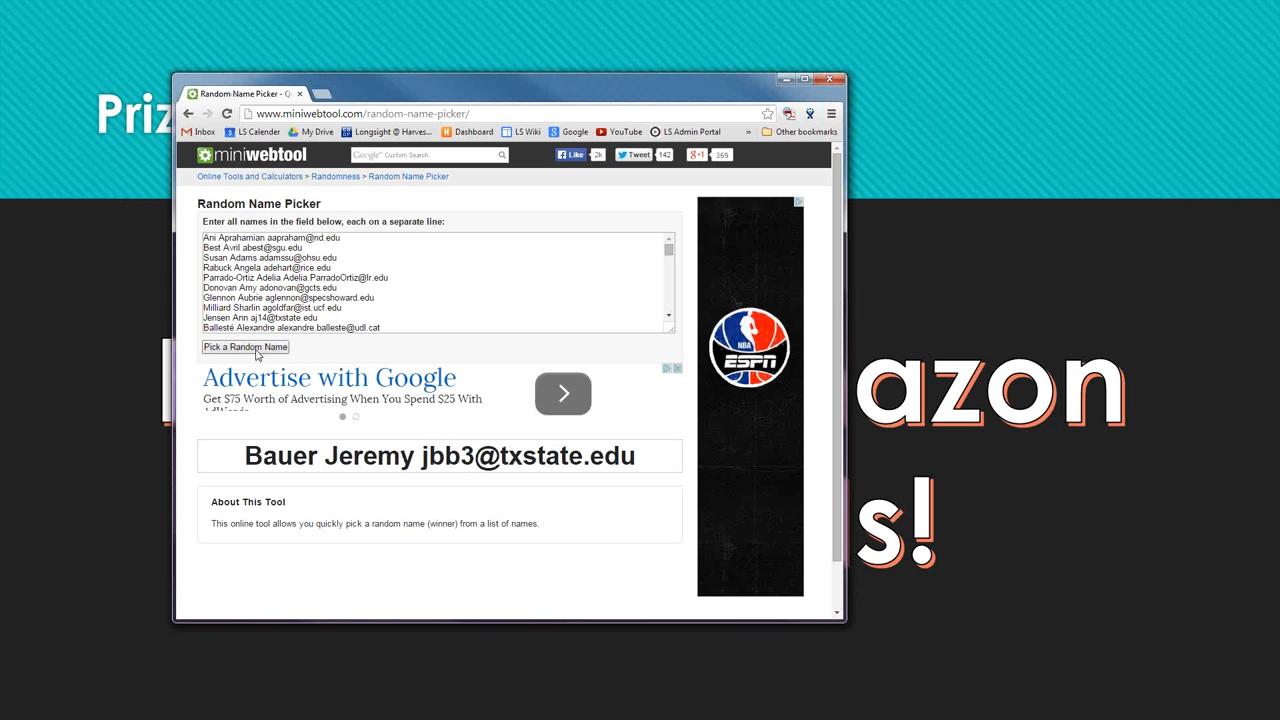 Priz
Random Name Picker - Q
www.miniwebtool.com/random-name-picker/
Inbox LS Calender My Drive Longsight @ Harves... Dashboard LS Wiki Google YouTube LS Admin Portal » Other bookmarks
miniwebtool Google™ Custom Search Like 2k Tweet 142 +1 369
Online Tools and Calculators > Randomness > Random Name Picker
Random Name Picker
Enter all names in the field below, each on a separate line:
Ani Aprahamian aapraham@nd.edu
Best Avril abest@sgu.edu
Susan Adams adamssu@ohsu.edu
Rabuck Angela adehart@rice.edu
Parrado-Ortiz Adelia Adelia.ParradoOrtiz@lr.edu
Donovan Amy adonovan@gcts.edu
Glennon Aubrie aglennon@specshoward.edu
Milliard Sharlin agoldfar@ist.ucf.edu
Jensen Ann aj14@txstate.edu
Ballesté Alexandre alexandre.balleste@udl.cat
Pick a Random Name
Advertise with Google
Get $75 Worth of Advertising When You Spend $25 With
AdWords
Bauer Jeremy jbb3@txstate.edu
About This Tool
This online tool allows you quickly pick a random name (winner) from a list of names.
NBA
ESPN
azon
s!